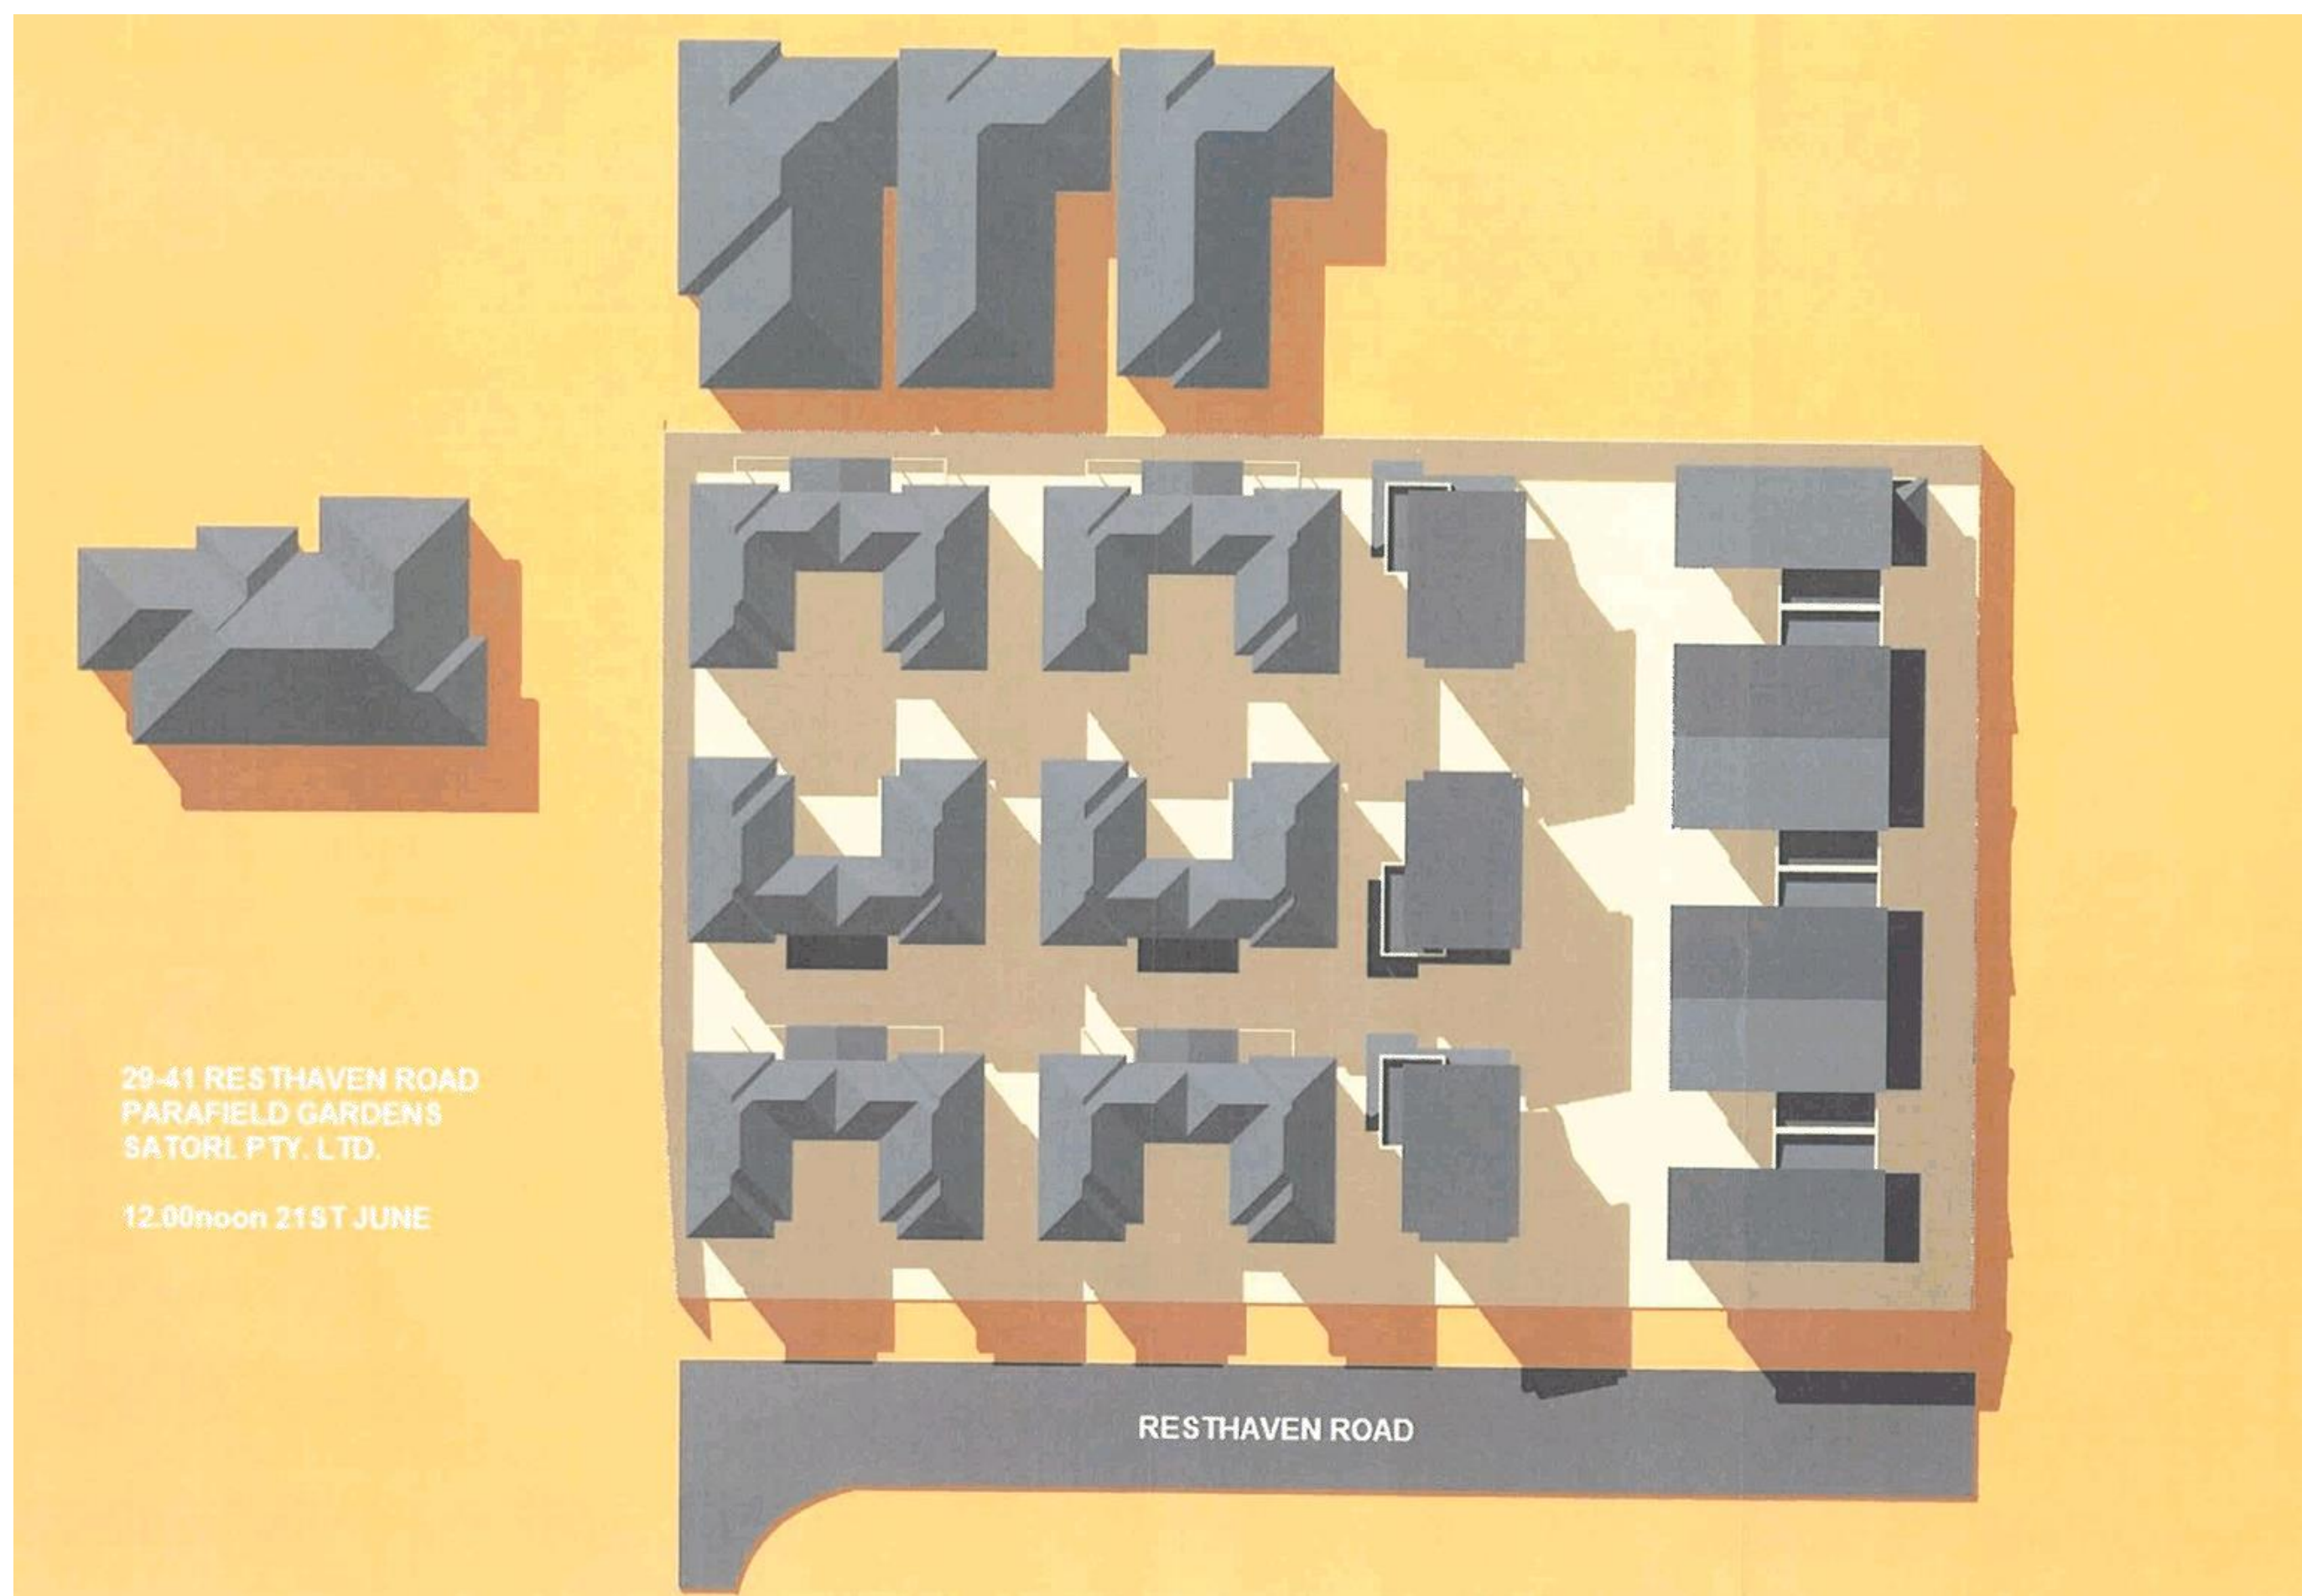 29-41 RESTHAVEN ROAD
PARAFIELD GARDENS
SATORI. PTY. LTD.
12.00noon 21ST JUNE
RESTHAVEN ROAD